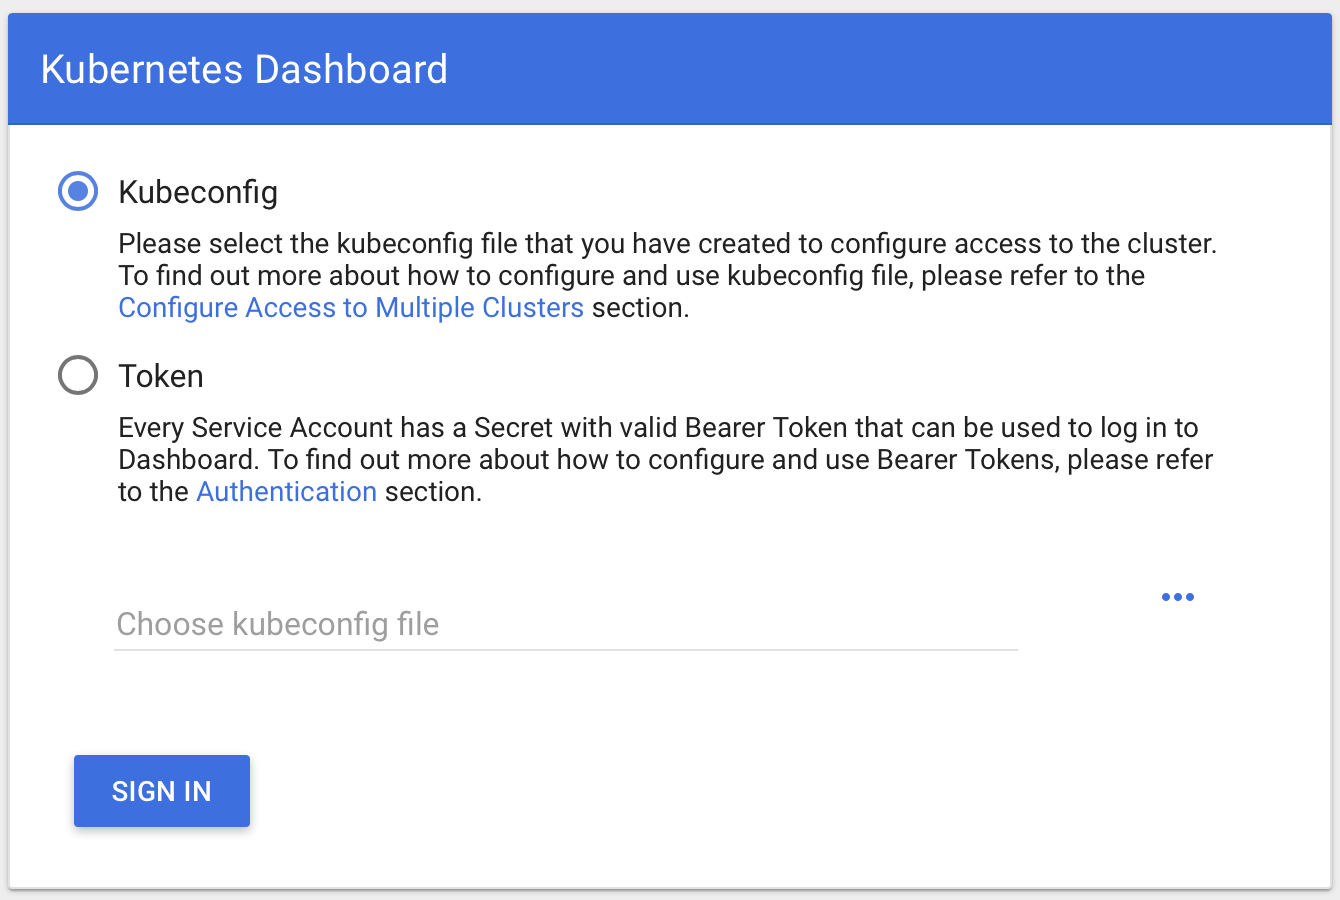 Kubernetes Dashboard
Kubeconfig
Please select the kubeconfig file that you have created to configure access to the cluster.
To find out more about how to configure and use kubeconfig file, please refer to the
Configure Access to Multiple Clusters section.
Token
Every Service Account has a Secret with valid Bearer Token that can be used to log in to
Dashboard. To find out more about how to configure and use Bearer Tokens, please refer
to the Authentication section.
Choose kubeconfig file
SIGN IN